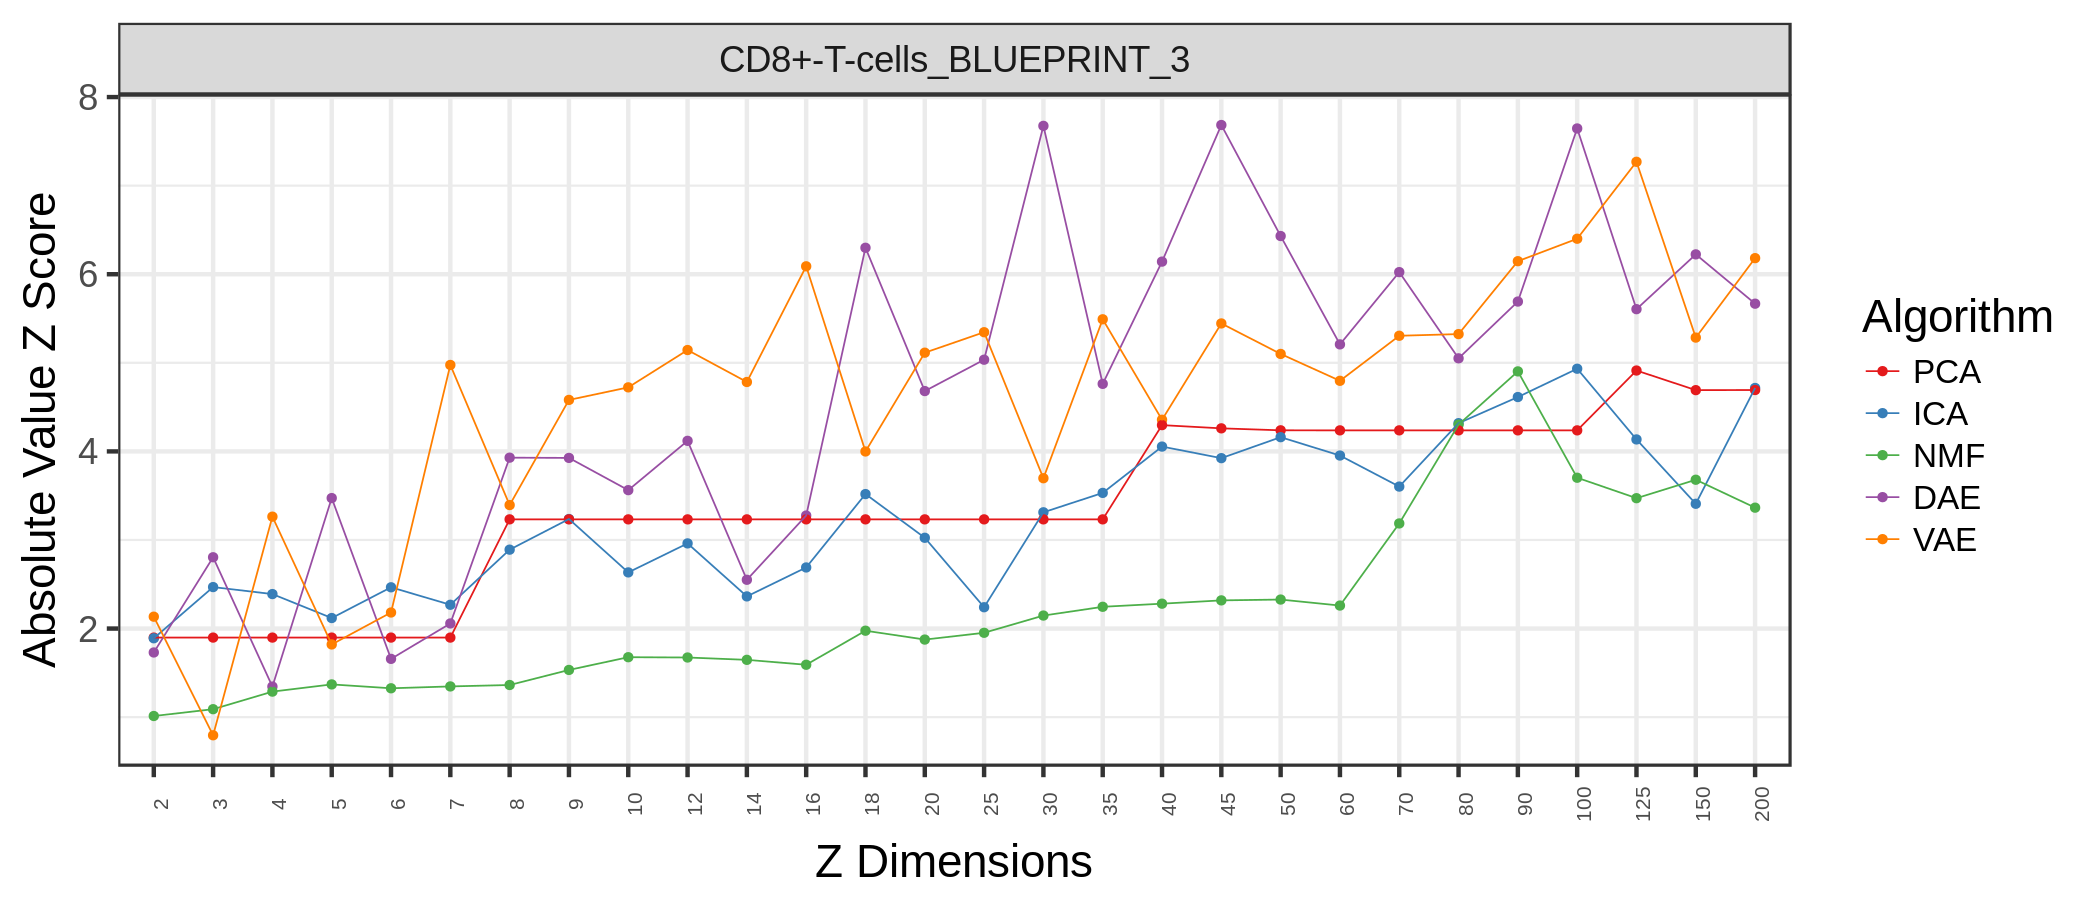 CD8+-T-cells_BLUEPRINT_3
Absolute Value Z Score
8
6
4
2
2 3 4 5 6 7 8 9 10 12 14 16 18 20 25 30 35 40 45 50 60 70 80 90 100 125 150 200
Z Dimensions
Algorithm
PCA
ICA
NMF
DAE
VAE